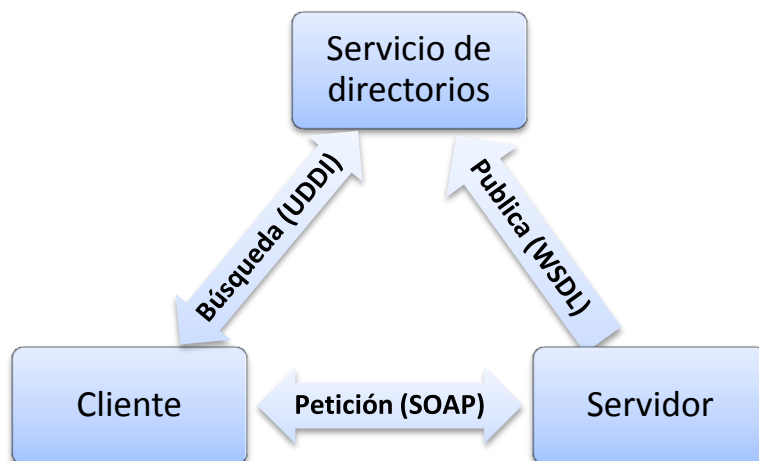 Servicio de
directorios
Búsqueda (UDDI)
Publica (WSDL)
Cliente
Petición (SOAP)
Servidor